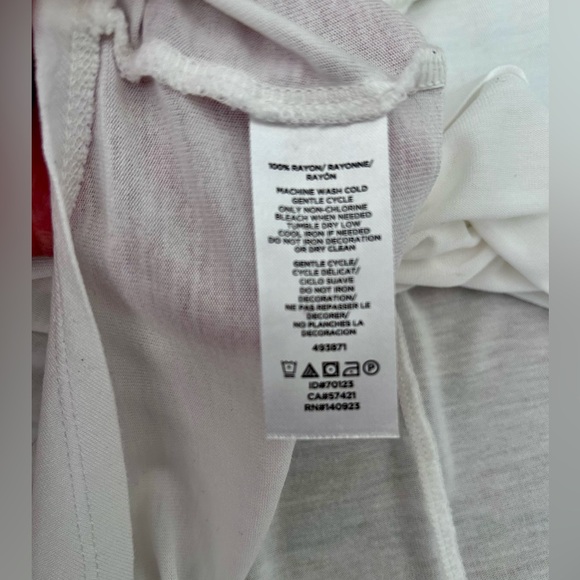 100% RAYON/ RAYONNE/
RAYÓN
MACHINE WASH COLD
GENTLE CYCLE
ONLY NON-CHLORINE
BLEACH WHEN NEEDED
TUMBLE DRY LOW
COOL IRON IF NEEDED
DO NOT IRON DECORATION
OR DRY CLEAN
GENTLE CYCLE/
CYCLE DÉLICAT/
CICLO SUAVE
DO NOT IRON
DECORATION/
NE PAS REPASSER LE
DECORER/
NO PLANCHES LA
DECORACION
493871
P
ID#70123
CA#57421
RN#140923